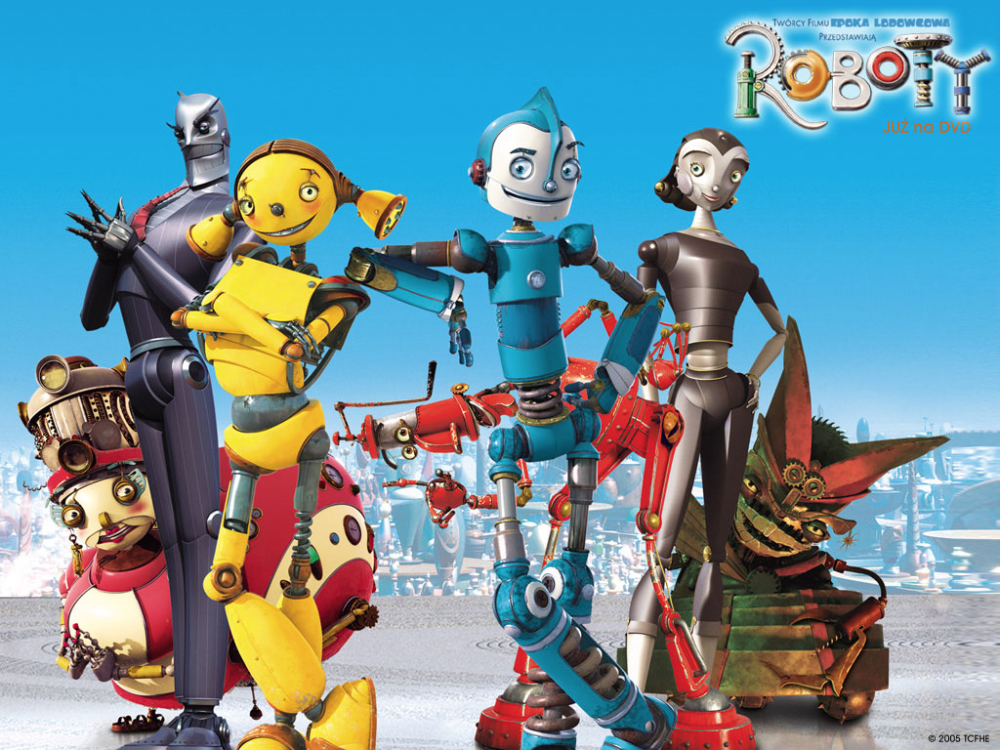 Twórcy Filmu EPOKA LODOWCOWA
Przedstawiają
ROBOTY
JUŻ na DVD
© 2005 TCFHE